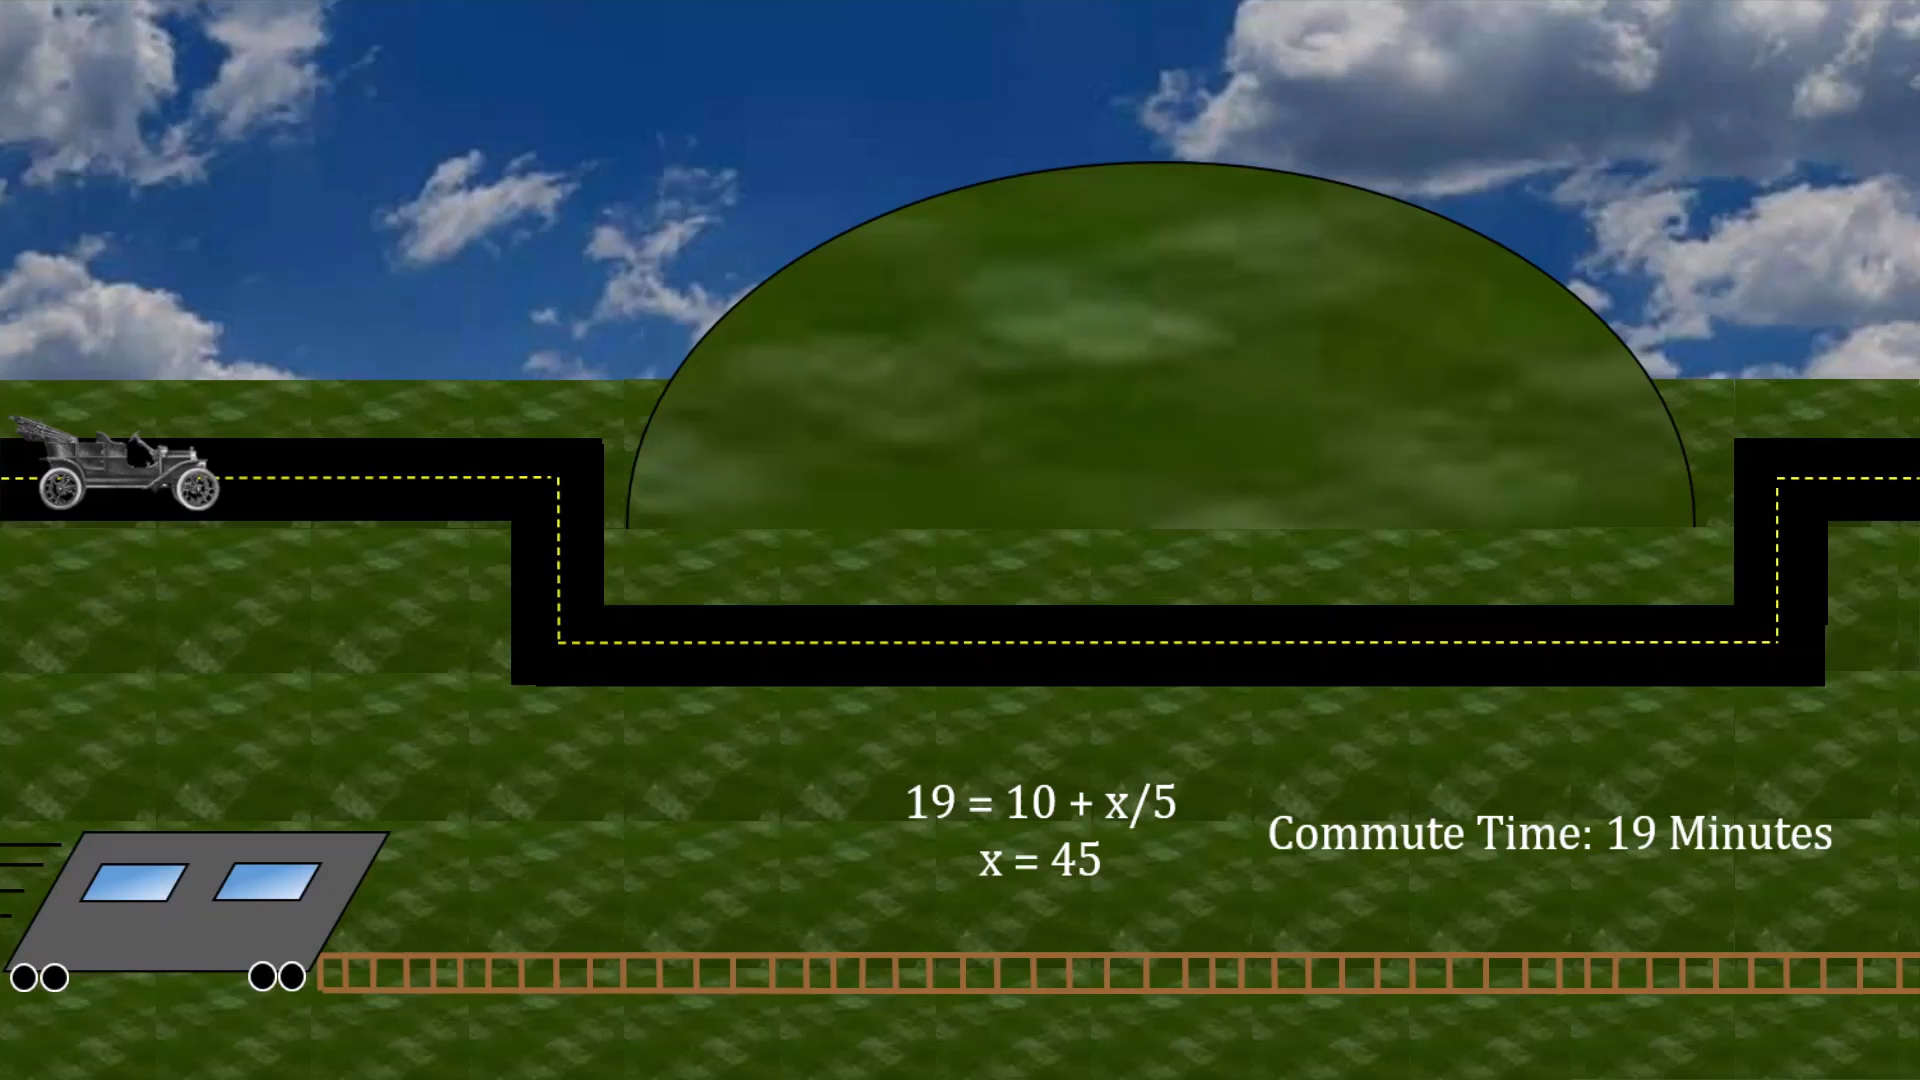 19 = 10 + x/5
x = 45
Commute Time: 19 Minutes